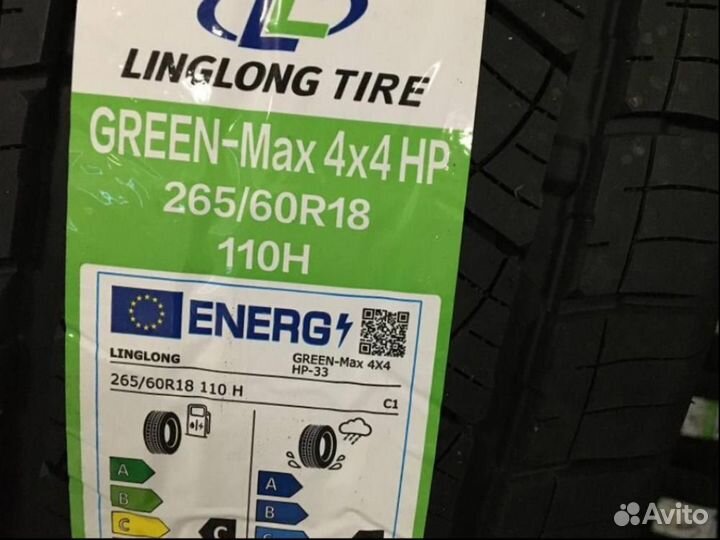 LINGLONG TIRE
GREEN-Max 4x4 HP
265/60R18
110H
ENERG
LINGLONG
GREEN-Max 4X4
HP-33
265/60R18 110 H
C1
A
A
B
B
C
C
C
C
Avito